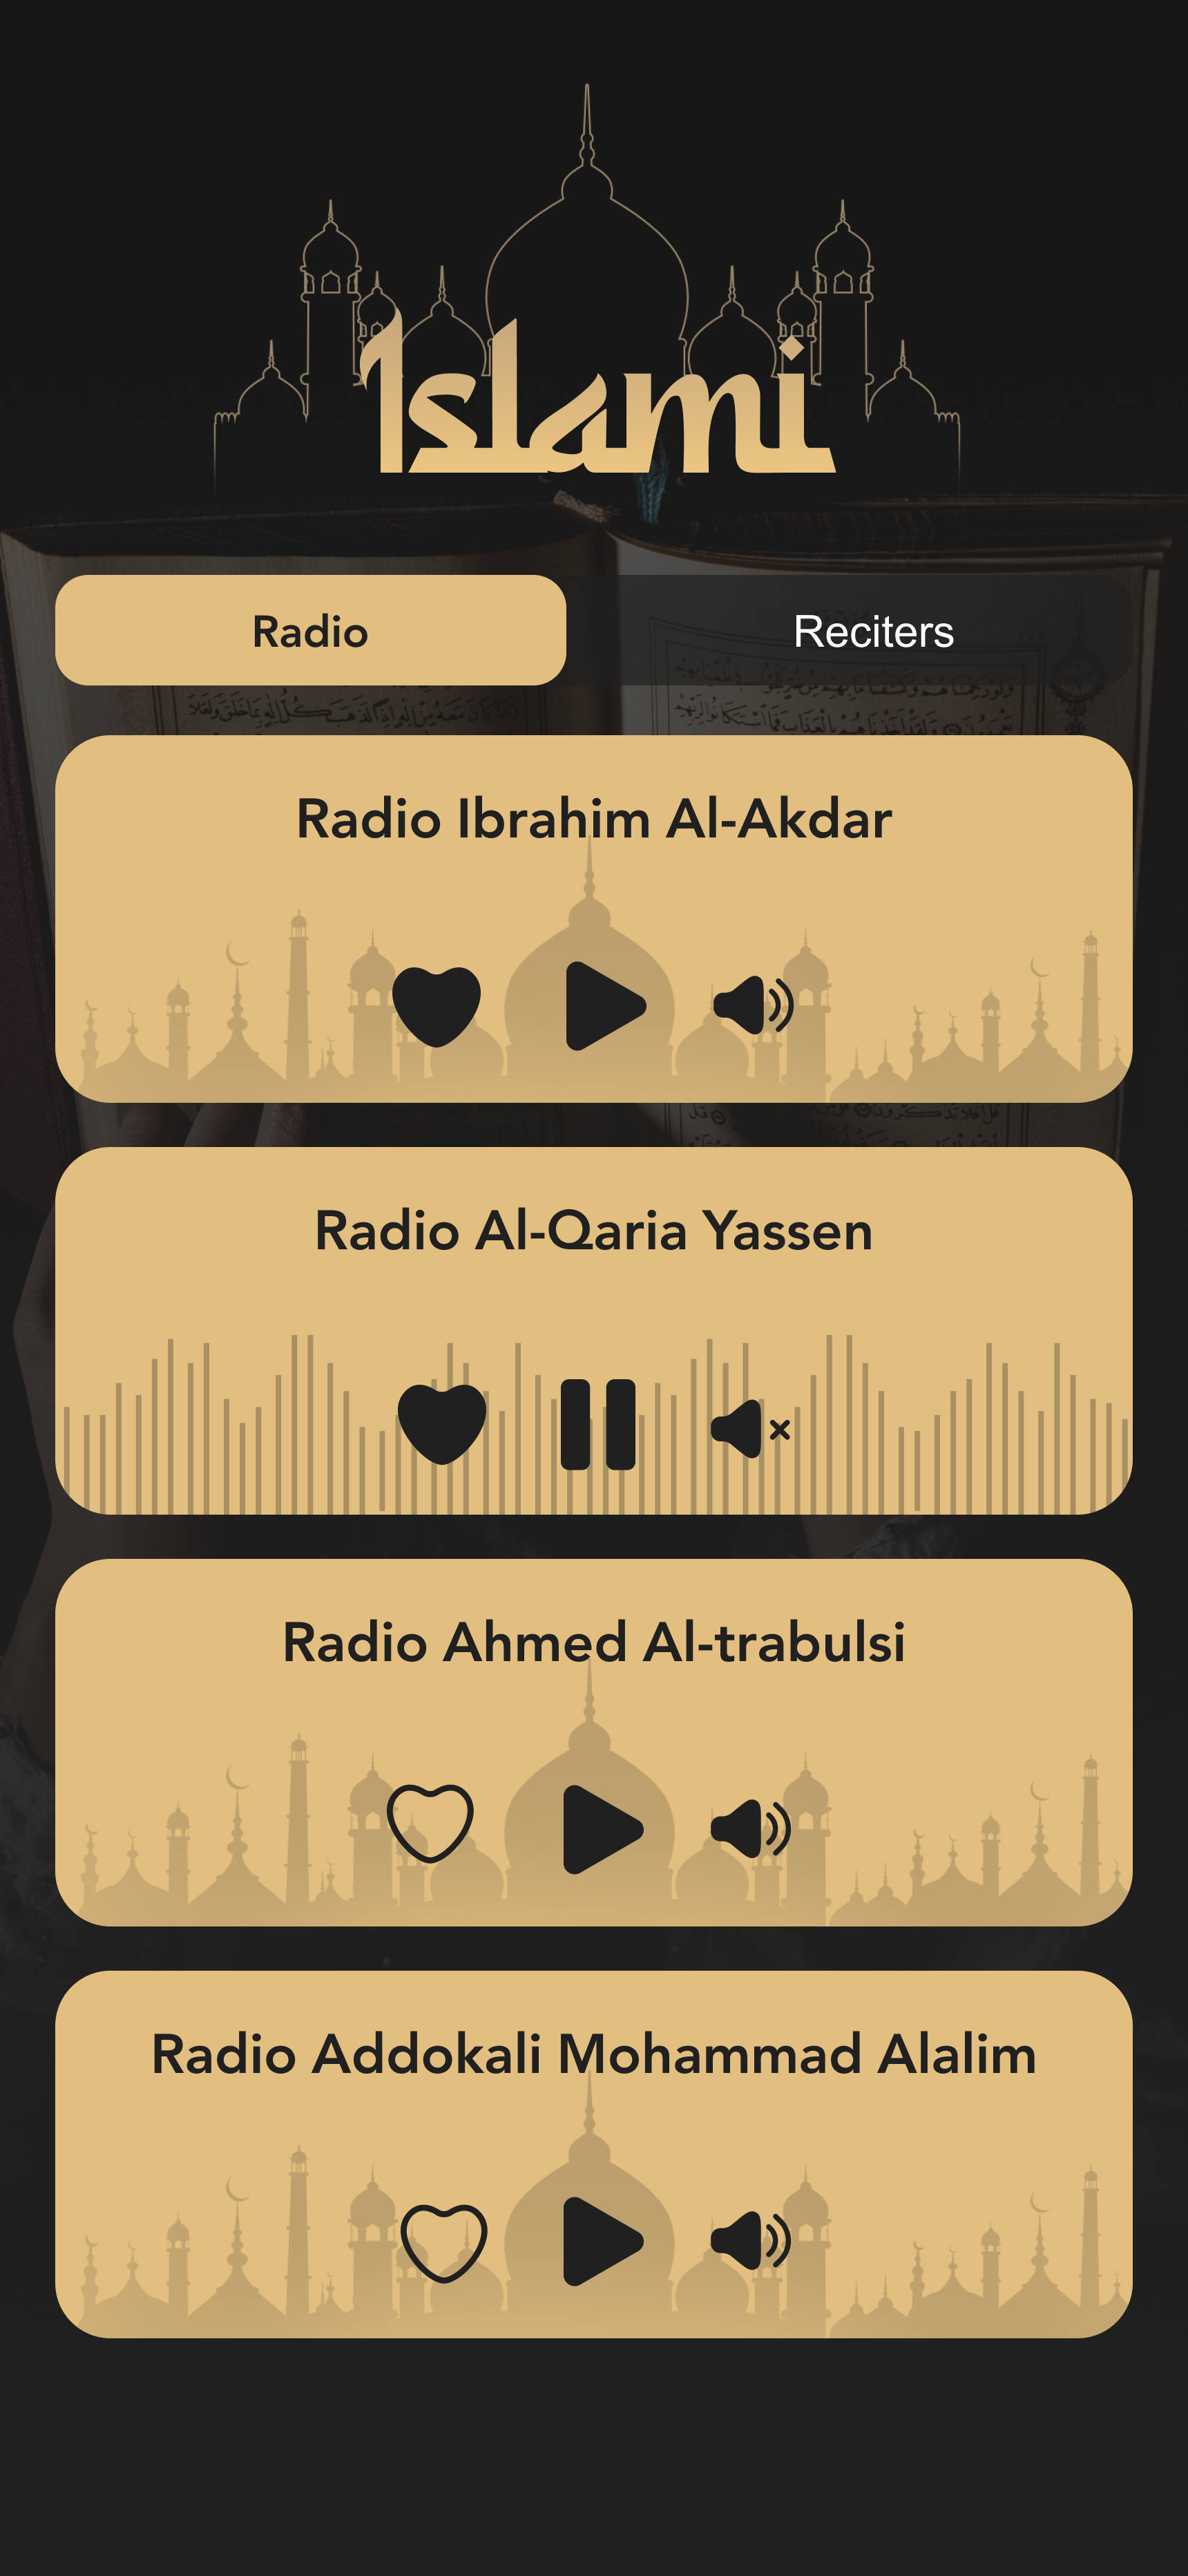 Islami
Radio
Reciters
Radio Ibrahim Al-Akdar
Radio Al-Qaria Yassen
Radio Ahmed Al-trabulsi
Radio Addokali Mohammad Alalim